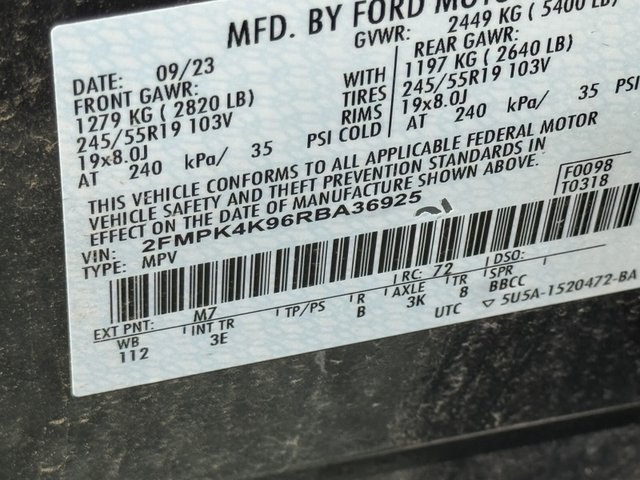 MFD. BY FORD MOTOR
GVWR: 2449 KG ( 5400 LB)
DATE: 09/23
FRONT GAWR:
1279 KG ( 2820 LB)
245/55R19 103V
19x8.0J
AT 240 kPa/ 35 PSI COLD
WITH
TIRES
RIMS
REAR GAWR:
1197 KG ( 2640 LB)
245/55R19 103V
19x8.0J
AT 240 kPa/ 35 PSI
THIS VEHICLE CONFORMS TO ALL APPLICABLE FEDERAL MOTOR
VEHICLE SAFETY AND THEFT PREVENTION STANDARDS IN
EFFECT ON THE DATE OF MANUFACTURE SHOWN ABOVE.
F0098
T0318
VIN: 2FMPK4K96RBA36925
TYPE: MPV
EXT PNT: M7 RC: 72 DSO:
WB INT TR TP/PS R AXLE TR SPR
112 3E B 3K 8 BBCC
UTC ▽ 5U5A-1520472-BA